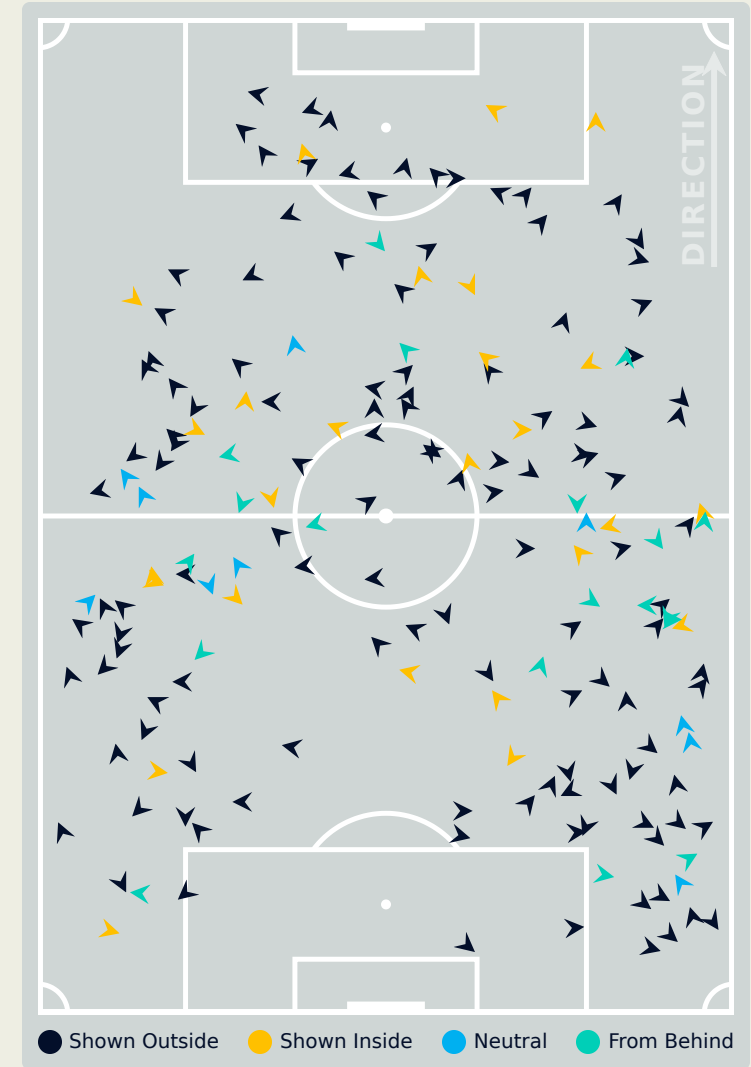 DIRECTION
Shown Outside
Shown Inside
Neutral
From Behind